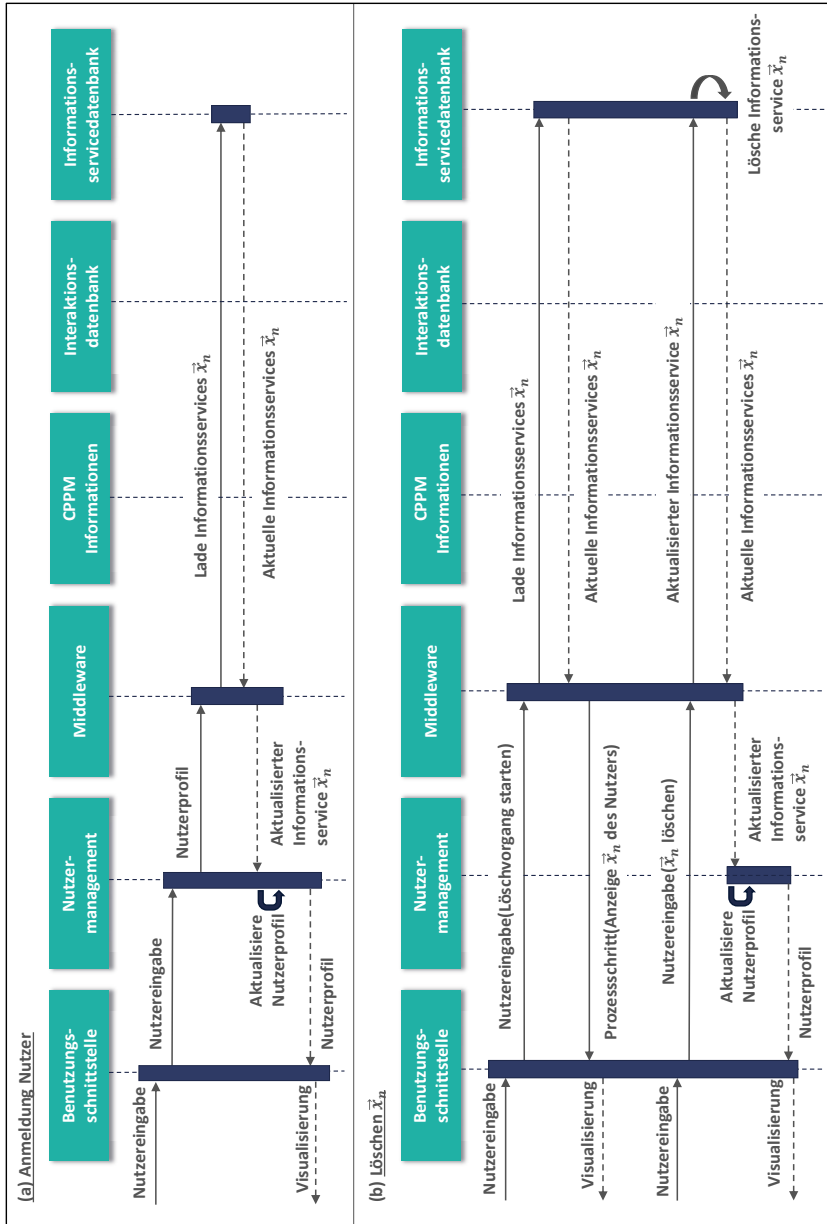 (a) Anmeldung Nutzer
Benutzungs-
schnittstelle
Nutzer-
management
Middleware
CPPM
Informationen
Interaktions-
datenbank
Informations-
servicedatenbank
Nutzereingabe
Nutzereingabe
Nutzerprofil
Lade Informationsservices x⃗ₙ
Aktuelle Informationsservices x⃗ₙ
Aktualisierter
Informations-
service x⃗ₙ
Aktualisiere
Nutzerprofil
Nutzerprofil
Visualisierung
(b) Löschen x⃗ₙ
Benutzungs-
schnittstelle
Nutzer-
management
Middleware
CPPM
Informationen
Interaktions-
datenbank
Informations-
servicedatenbank
Nutzereingabe
Nutzereingabe(Löschvorgang starten)
Lade Informationsservices x⃗ₙ
Aktuelle Informationsservices x⃗ₙ
Prozessschritt(Anzeige x⃗ₙ des Nutzers)
Visualisierung
Nutzereingabe
Nutzereingabe(x⃗ₙ löschen)
Aktualisierter Informationsservice x⃗ₙ
Lösche Informations-
service x⃗ₙ
Aktuelle Informationsservices x⃗ₙ
Aktualisierter
Informations-
service x⃗ₙ
Aktualisiere
Nutzerprofil
Nutzerprofil
Visualisierung